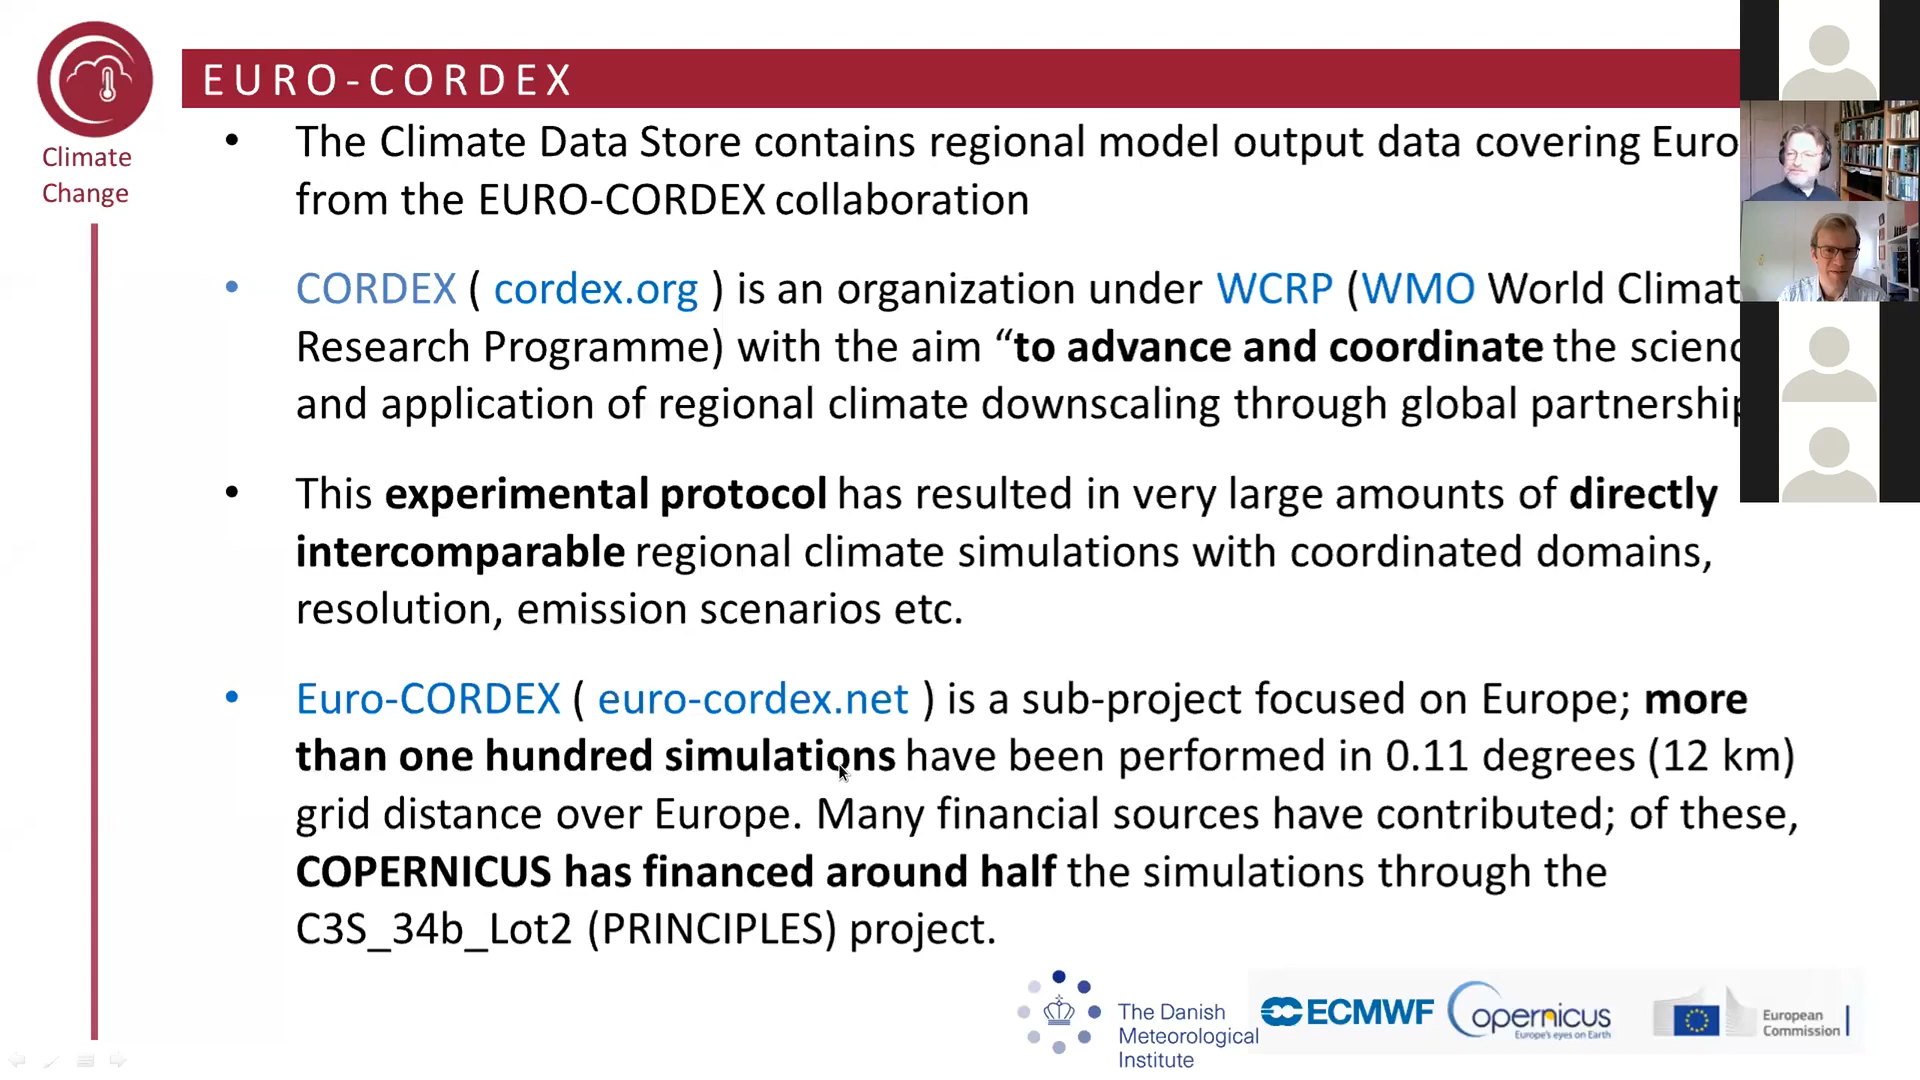 EURO-CORDEX
Climate
Change
• The Climate Data Store contains regional model output data covering Euro
from the EURO-CORDEX collaboration
• CORDEX ( cordex.org ) is an organization under WCRP (WMO World Climat
Research Programme) with the aim “to advance and coordinate the scienc
and application of regional climate downscaling through global partnership
• This experimental protocol has resulted in very large amounts of directly
intercomparable regional climate simulations with coordinated domains,
resolution, emission scenarios etc.
• Euro-CORDEX ( euro-cordex.net ) is a sub-project focused on Europe; more
than one hundred simulations have been performed in 0.11 degrees (12 km)
grid distance over Europe. Many financial sources have contributed; of these,
COPERNICUS has financed around half the simulations through the
C3S_34b_Lot2 (PRINCIPLES) project.
The Danish
Meteorological
Institute
ECMWF
opernicus
Europe's eyes on Earth
European
Commission